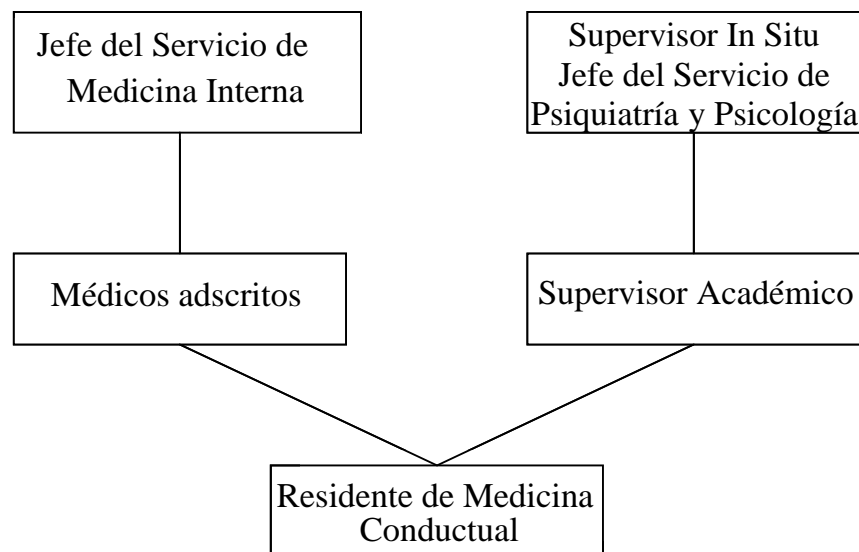 Jefe del Servicio de
Medicina Interna
Supervisor In Situ
Jefe del Servicio de
Psiquiatría y Psicología
Médicos adscritos
Supervisor Académico
Residente de Medicina
Conductual